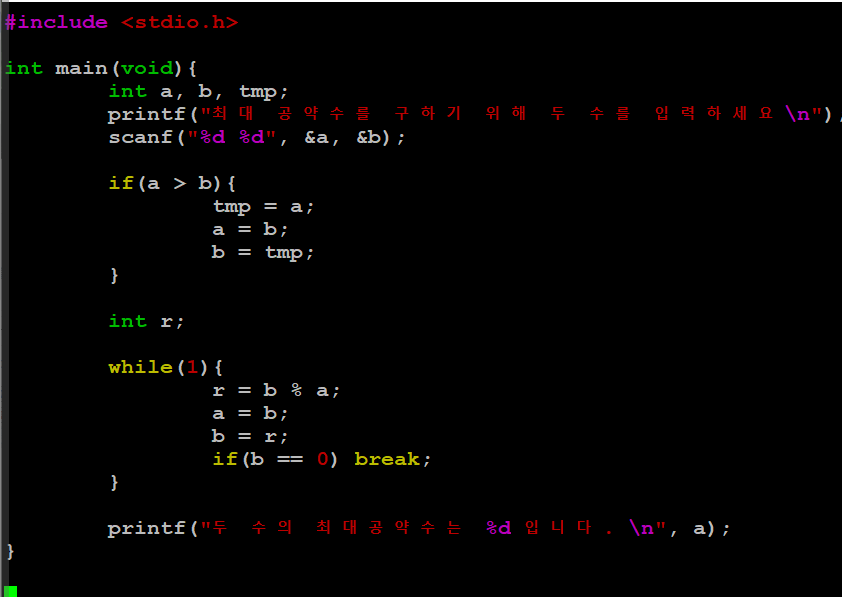 #include <stdio.h>
int main(void){
int a, b, tmp;
printf("최대 공약수를 구하기 위해 두 수를 입력하세요\n");
scanf("%d %d", &a, &b);
if(a > b){
tmp = a;
a = b;
b = tmp;
}
int r;
while(1){
r = b % a;
a = b;
b = r;
if(b == 0) break;
}
printf("두 수의 최대공약수는 %d입니다.\n", a);
}